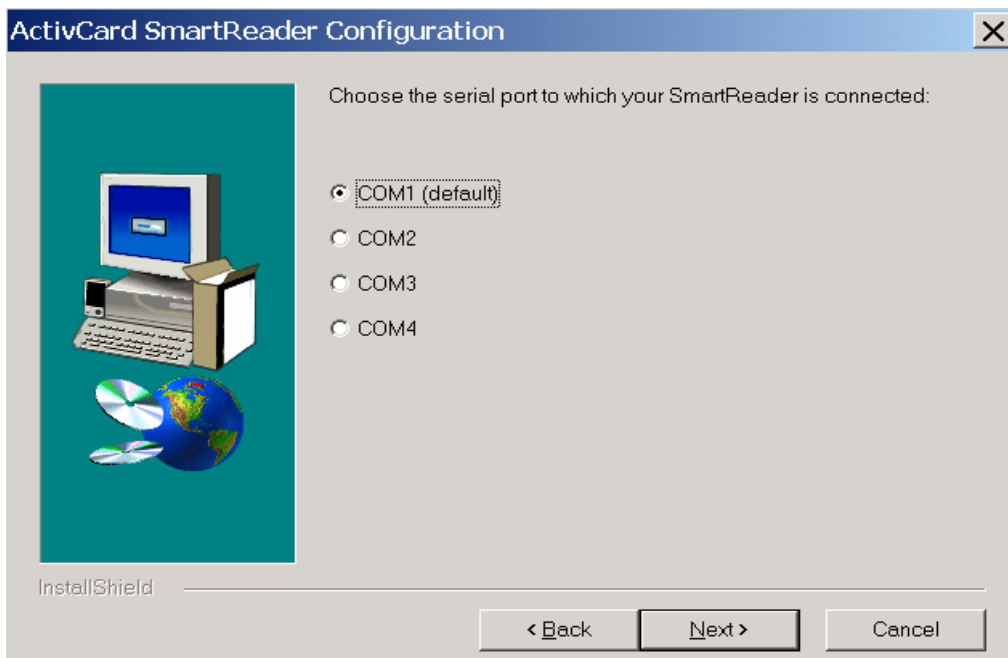 ActivCard SmartReader Configuration
Choose the serial port to which your SmartReader is connected:
COM1 (default)
COM2
COM3
COM4
InstallShield
< Back
Next >
Cancel